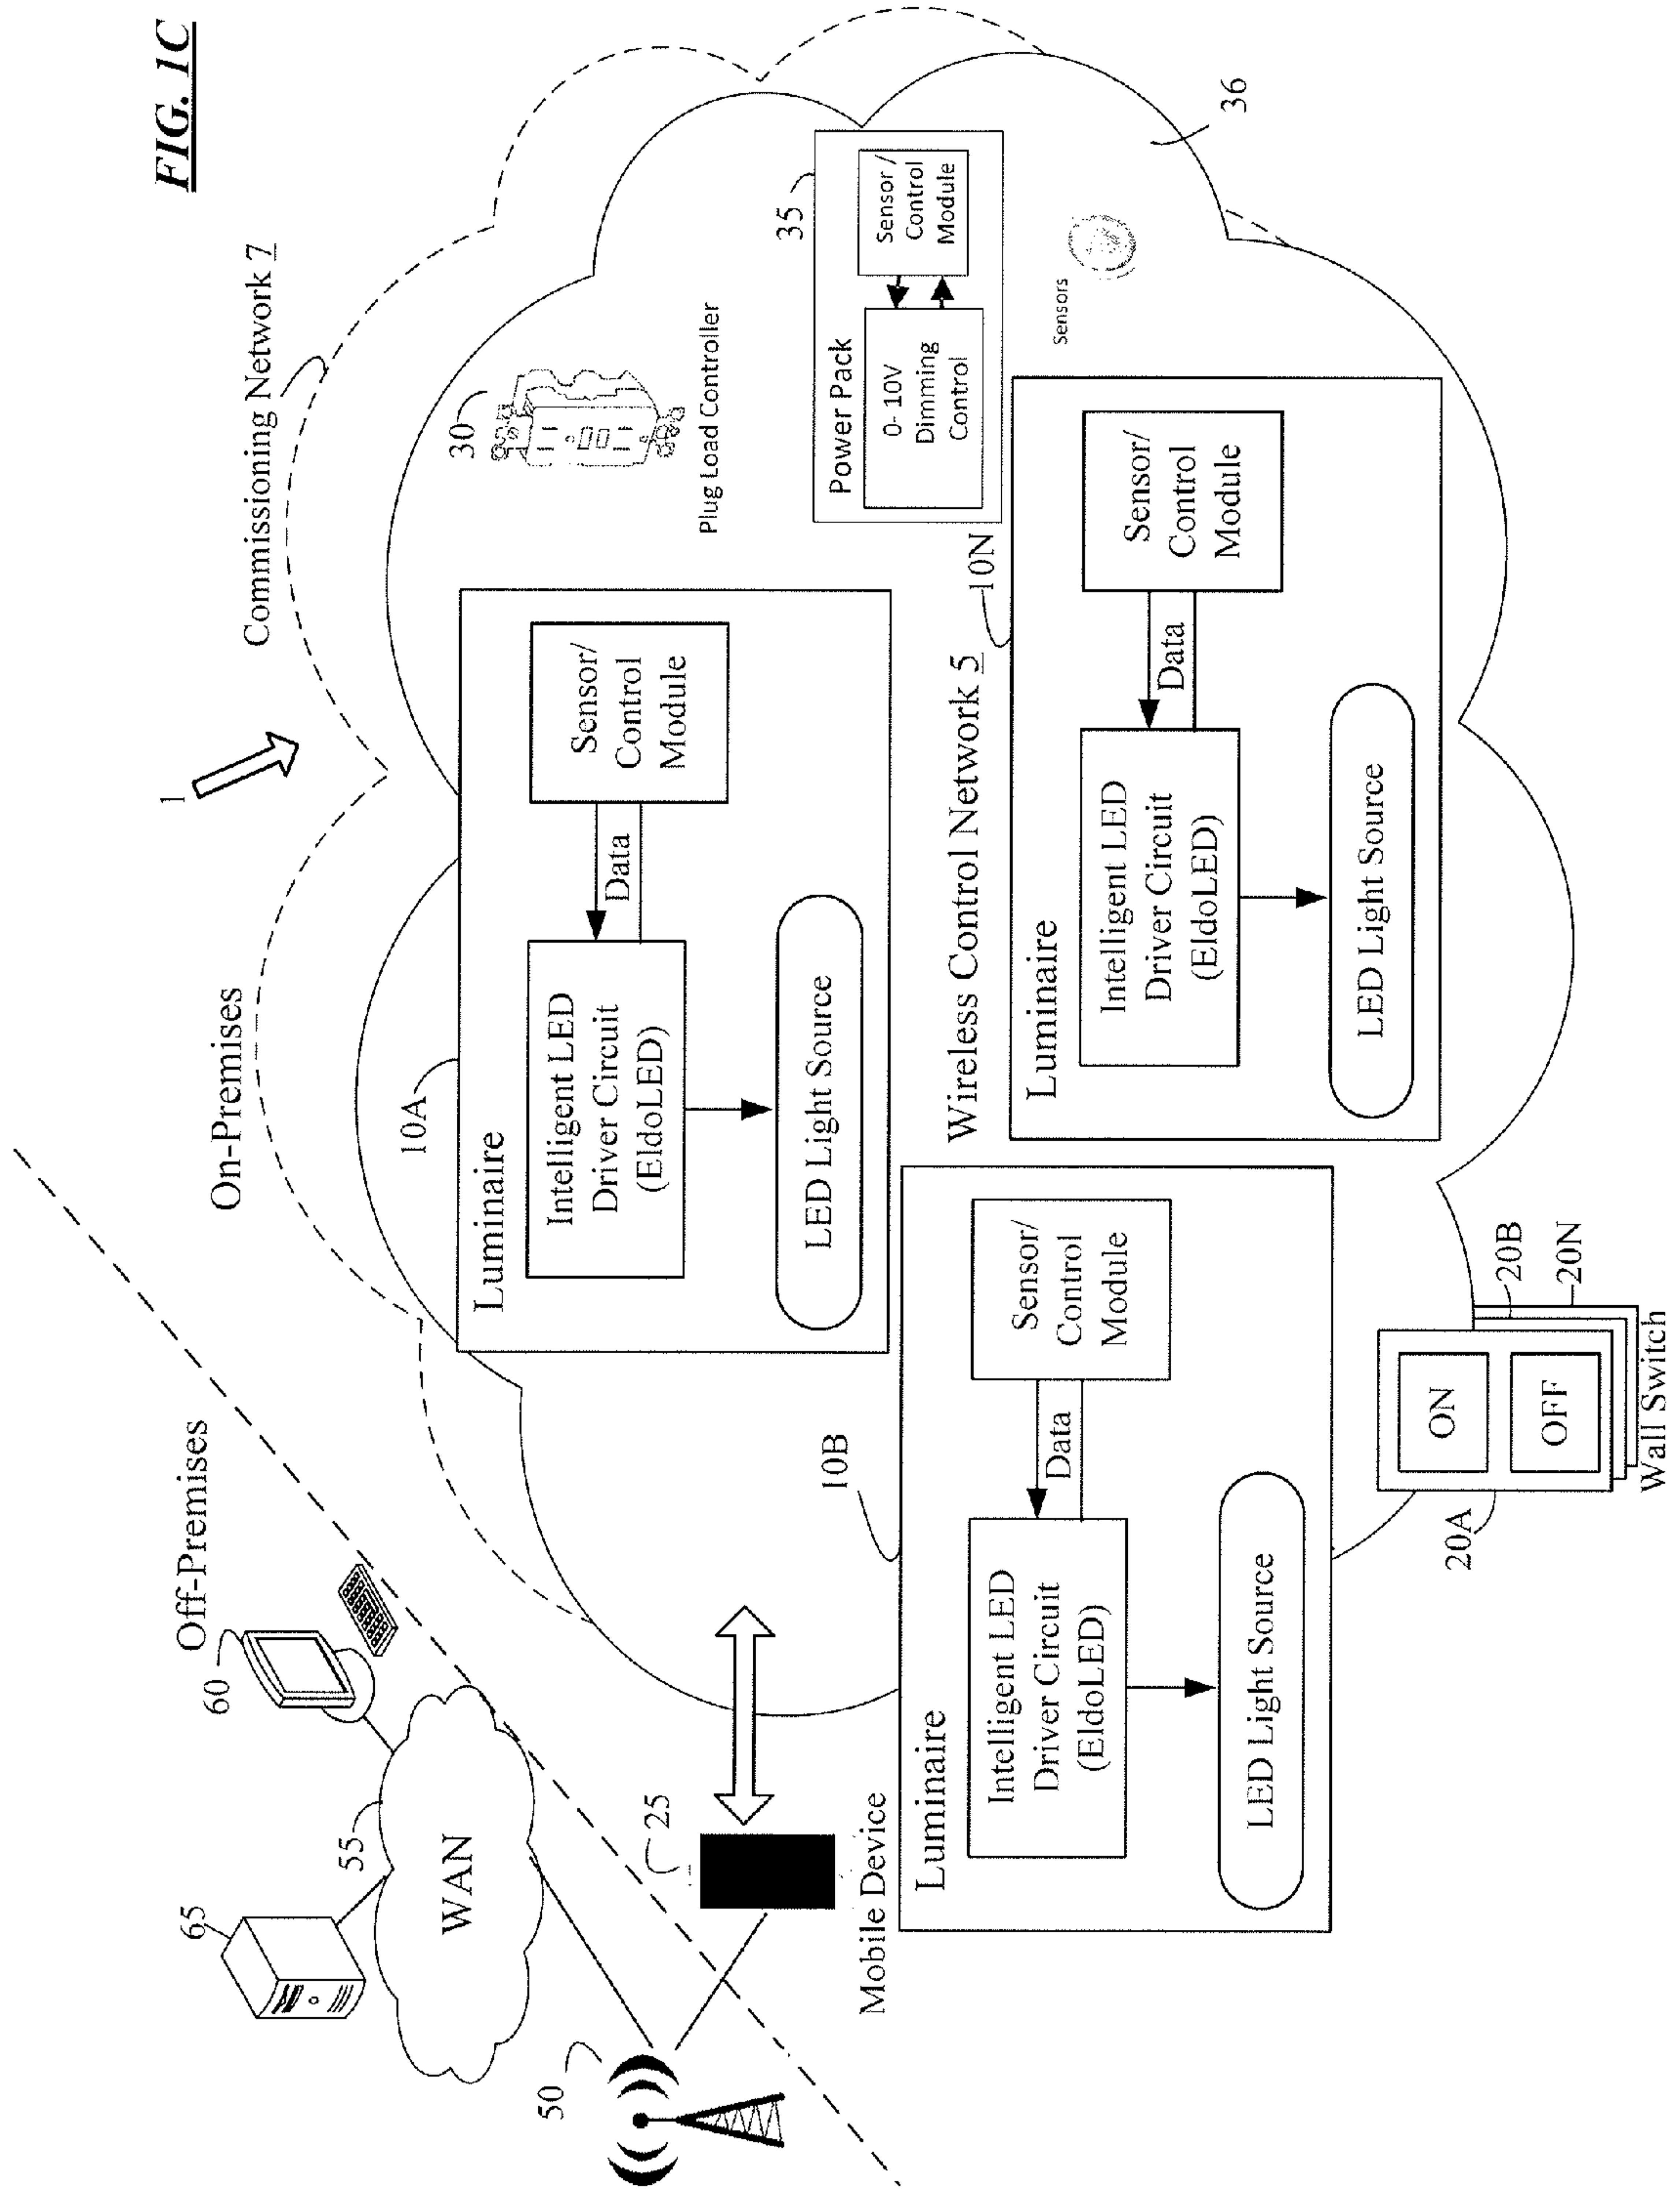 FIG. 1C
1
Off-Premises
On-Premises
Commissioning Network 7
65
60
55
WAN
50
25
Mobile Device
10A
Luminaire
Intelligent LED
Driver Circuit
(EldoLED)
Data
Sensor/
Control
Module
LED Light Source
30
Plug Load Controller
35
Power Pack
0- 10V
Dimming
Control
Sensor /
Control
Module
36
Sensors
Wireless Control Network 5
10B
Luminaire
Intelligent LED
Driver Circuit
(EldoLED)
Data
Sensor/
Control
Module
LED Light Source
10N
Luminaire
Intelligent LED
Driver Circuit
(EldoLED)
Data
Sensor/
Control
Module
LED Light Source
20A
ON
OFF
20B
20N
Wall Switch